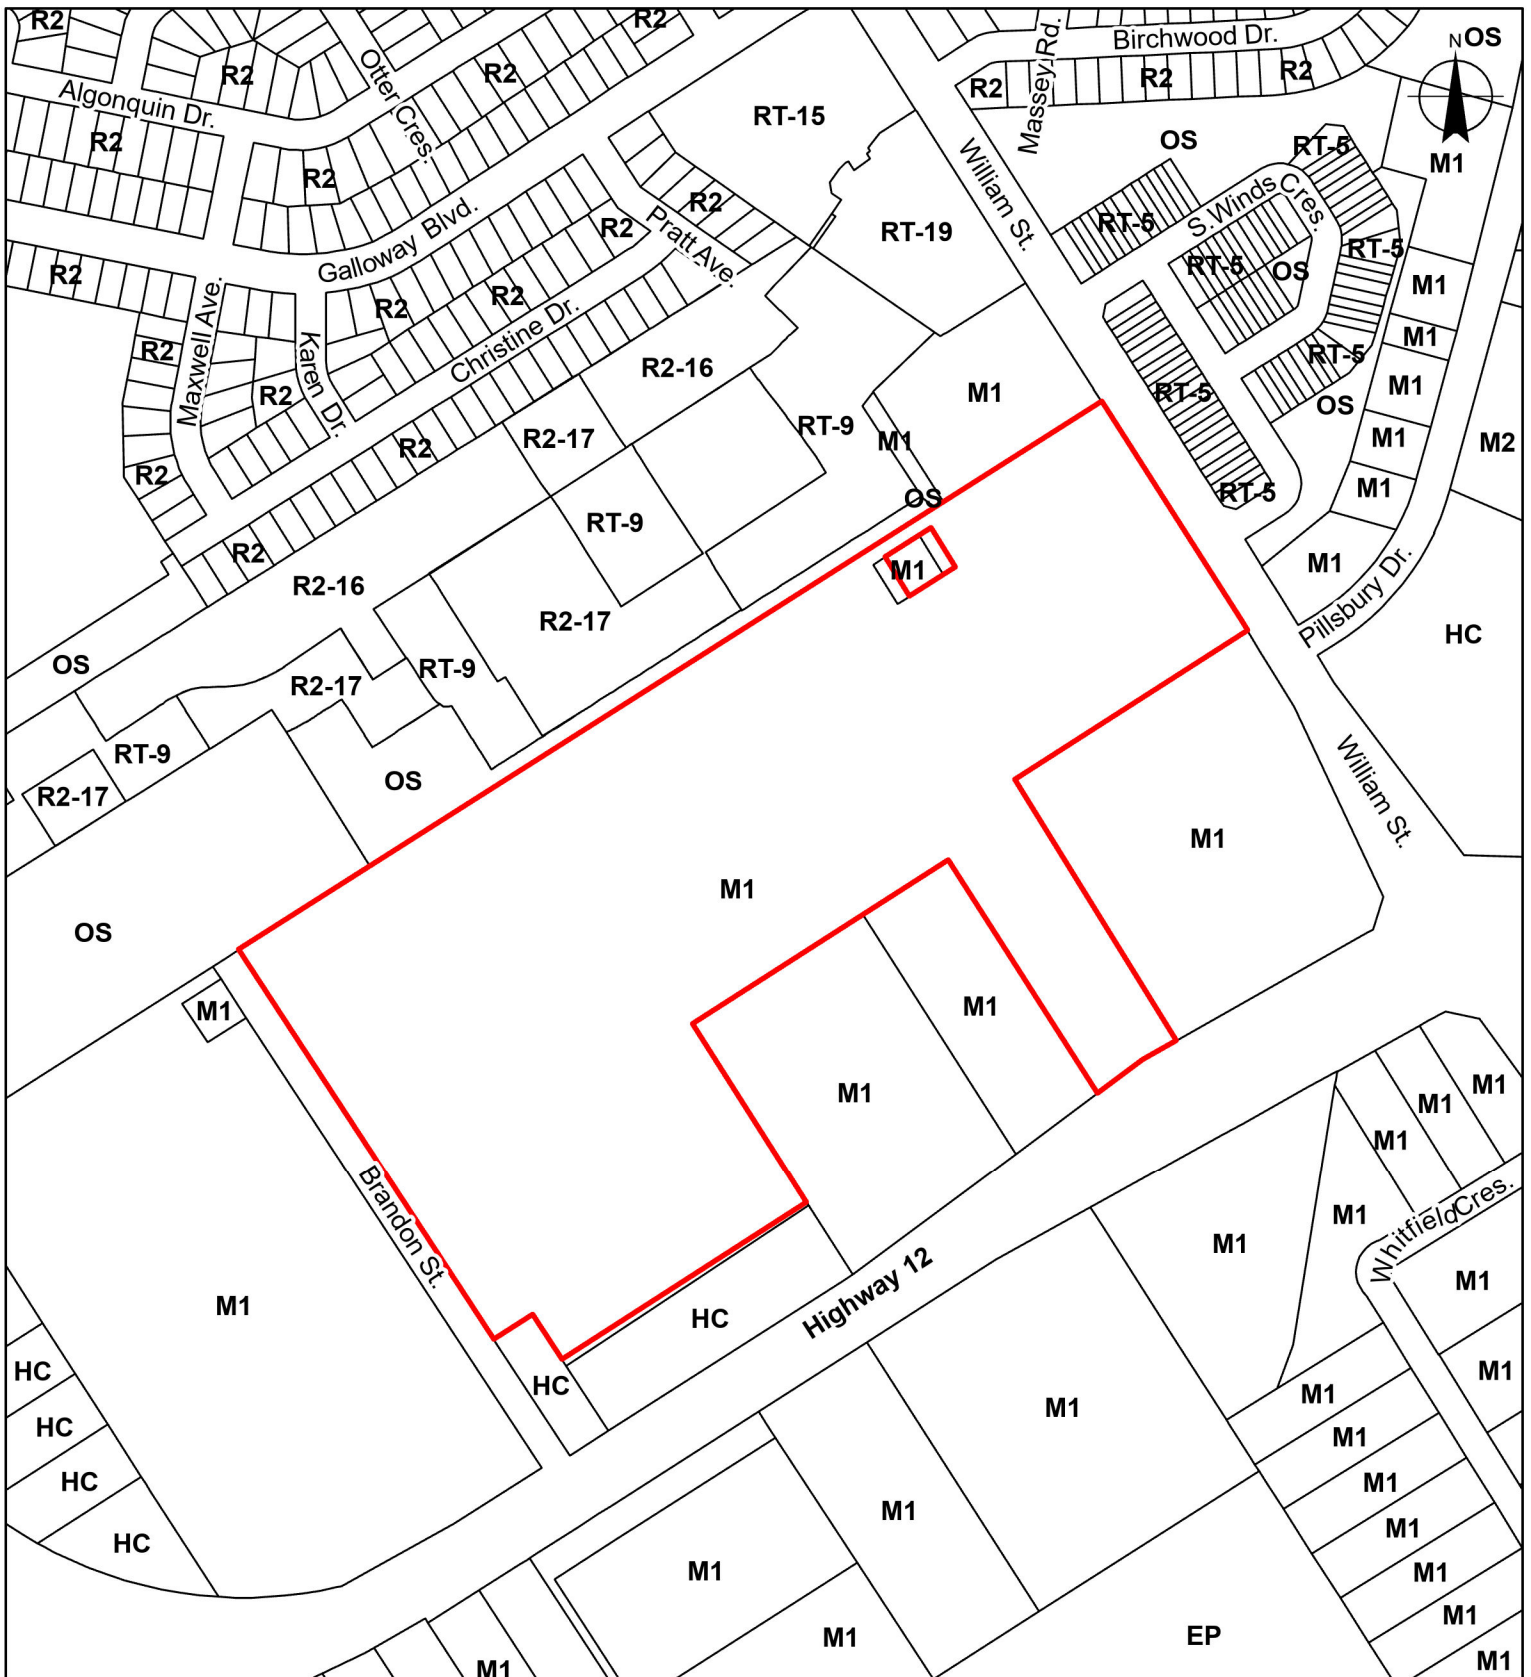 R2
R2
Massey Rd.
Birchwood Dr.
N
OS
Otter Cres.
R2
R2
R2
R2
R2
Algonquin Dr.
RT-15
R2
OS
RT-5
M1
R2
William St.
R2
Pratt Ave.
R2
Galloway Blvd.
RT-19
RT-5
S. Winds Cres.
RT-5
R2
RT-5
OS
M1
R2
R2
Maxwell Ave.
Karen Dr.
Christine Dr.
R2
RT-5
M1
R2-16
R2
M1
RT-5
OS
M1
R2
R2-17
RT-9
M1
M1
M2
R2
RT-5
M1
OS
RT-9
R2
M1
M1
Pillsbury Dr.
R2-16
R2-17
HC
OS
RT-9
R2-17
RT-9
OS
R2-17
William St.
M1
M1
OS
M1
M1
M1
M1
M1
M1
Brandon St.
M1
Whitfield Cres.
M1
M1
Highway 12
M1
M1
HC
HC
M1
HC
M1
M1
HC
M1
HC
M1
M1
M1
HC
M1
M1
M1
EP
M1
M1
M1